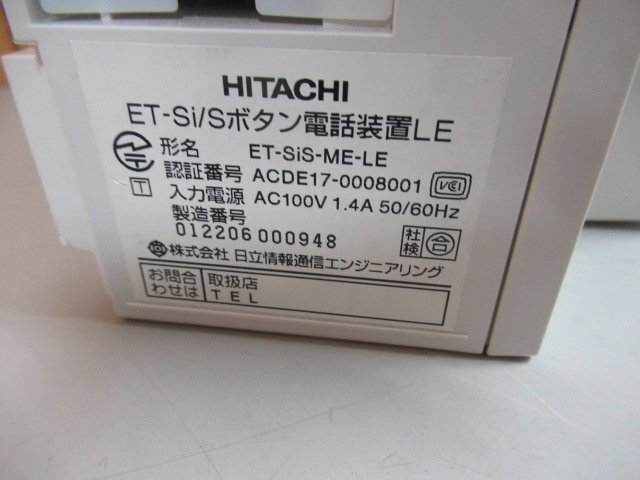 HITACHI
ET-Si/Sボタン電話装置LE
形名 ET-SiS-ME-LE
認証番号 ACDE17-0008001 VCI
T 入力電源 AC100V 1.4A 50/60Hz
製造番号
012206 000948 社検 合
株式会社 日立情報通信エンジニアリング
お問合わせは 取扱店
TEL